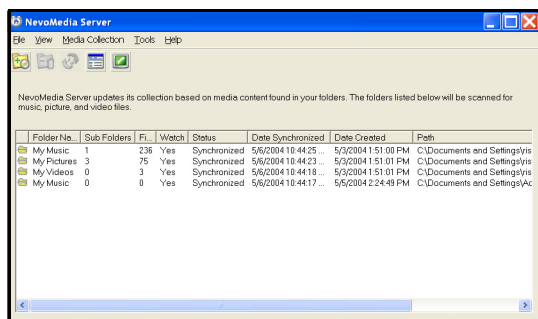 NevoMedia Server
File View Media Collection Tools Help
NevoMedia Server updates its collection based on media content found in your folders. The folders listed below will be scanned for
music, picture, and video files.
Folder Na... Sub Folders Fi... Watch Status Date Synchronized Date Created Path
My Music 1 236 Yes Synchronized 5/6/2004 10:44:25 ... 5/3/2004 1:51:00 PM C:\Documents and Settings\ris
My Pictures 3 75 Yes Synchronized 5/6/2004 10:44:23 ... 5/3/2004 1:51:01 PM C:\Documents and Settings\ris
My Videos 0 3 Yes Synchronized 5/6/2004 10:44:18 ... 5/3/2004 1:51:01 PM C:\Documents and Settings\ris
My Music 0 0 Yes Synchronized 5/6/2004 10:44:17 ... 5/5/2004 2:24:49 PM C:\Documents and Settings\Ac